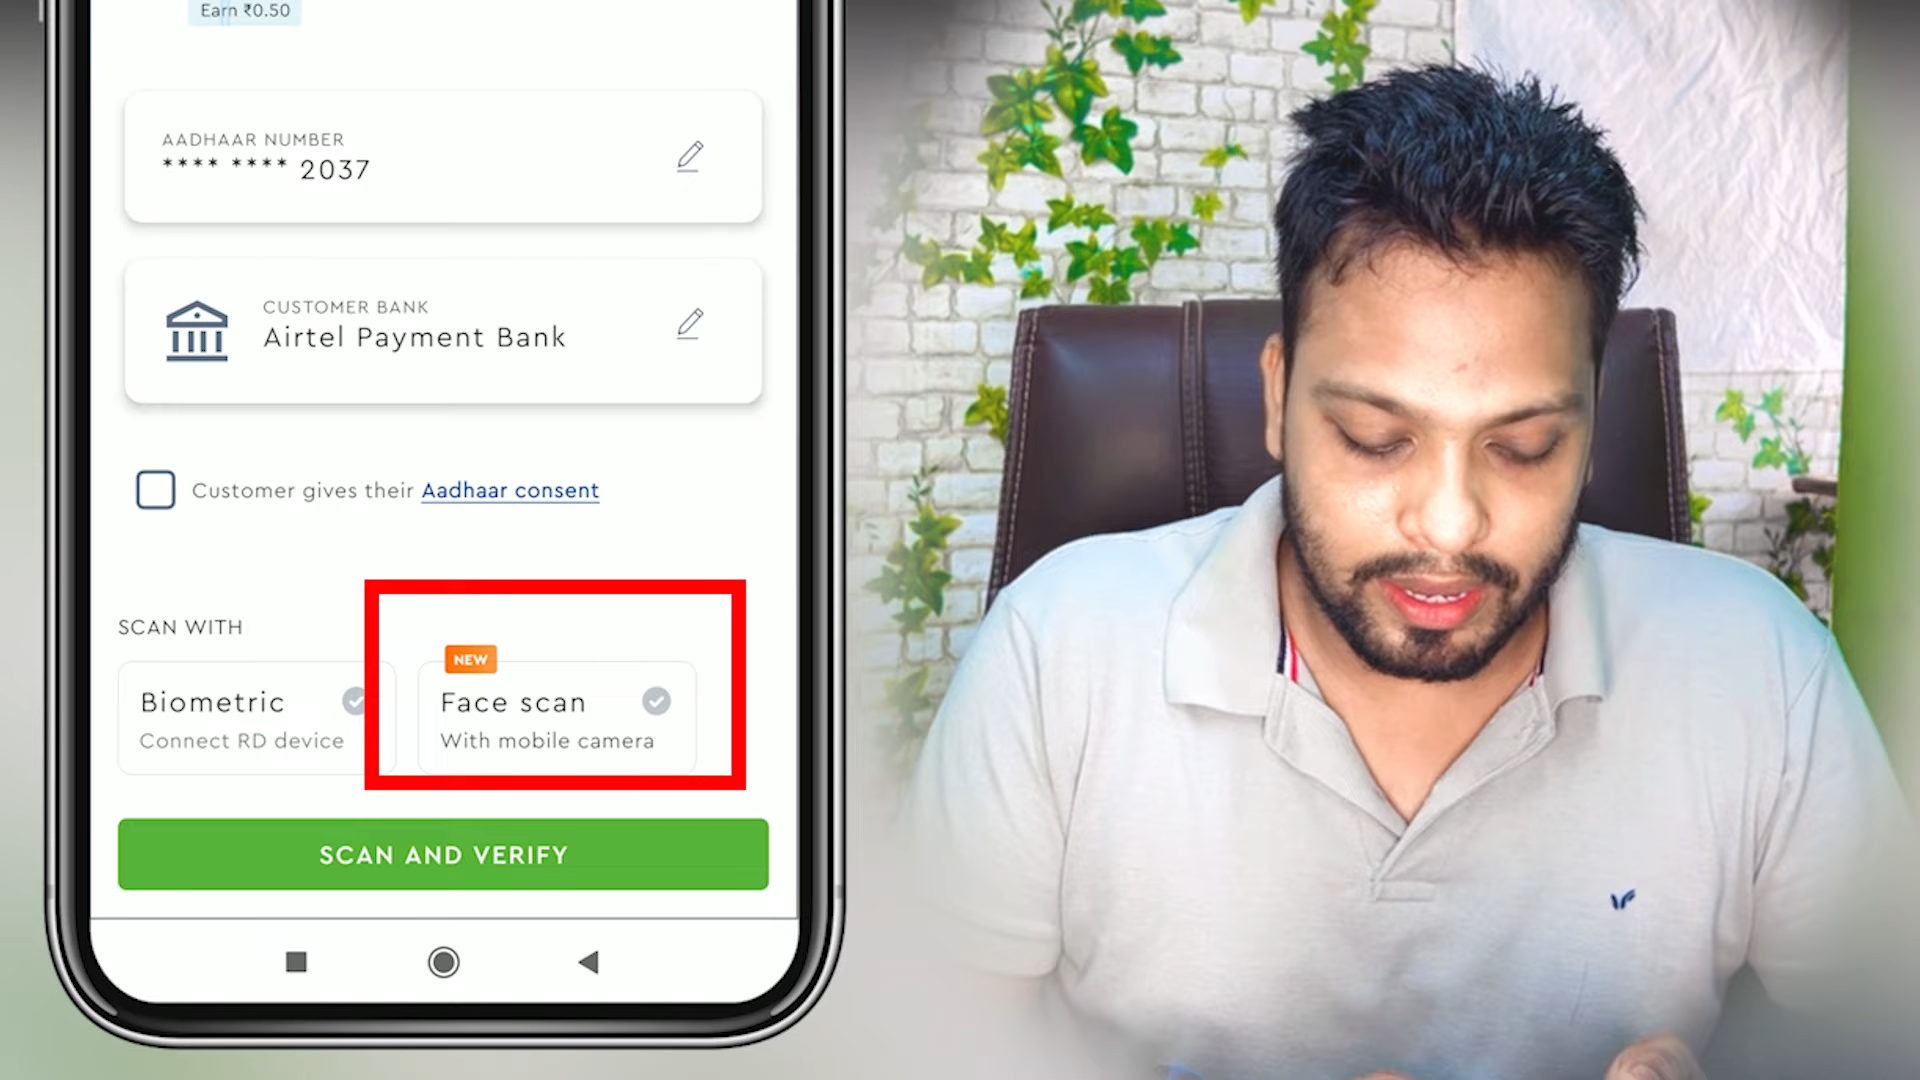 Earn ₹0.50
AADHAAR NUMBER
**** **** 2037
CUSTOMER BANK
Airtel Payment Bank
Customer gives their Aadhaar consent
SCAN WITH
NEW
Biometric
Connect RD device
Face scan
With mobile camera
SCAN AND VERIFY